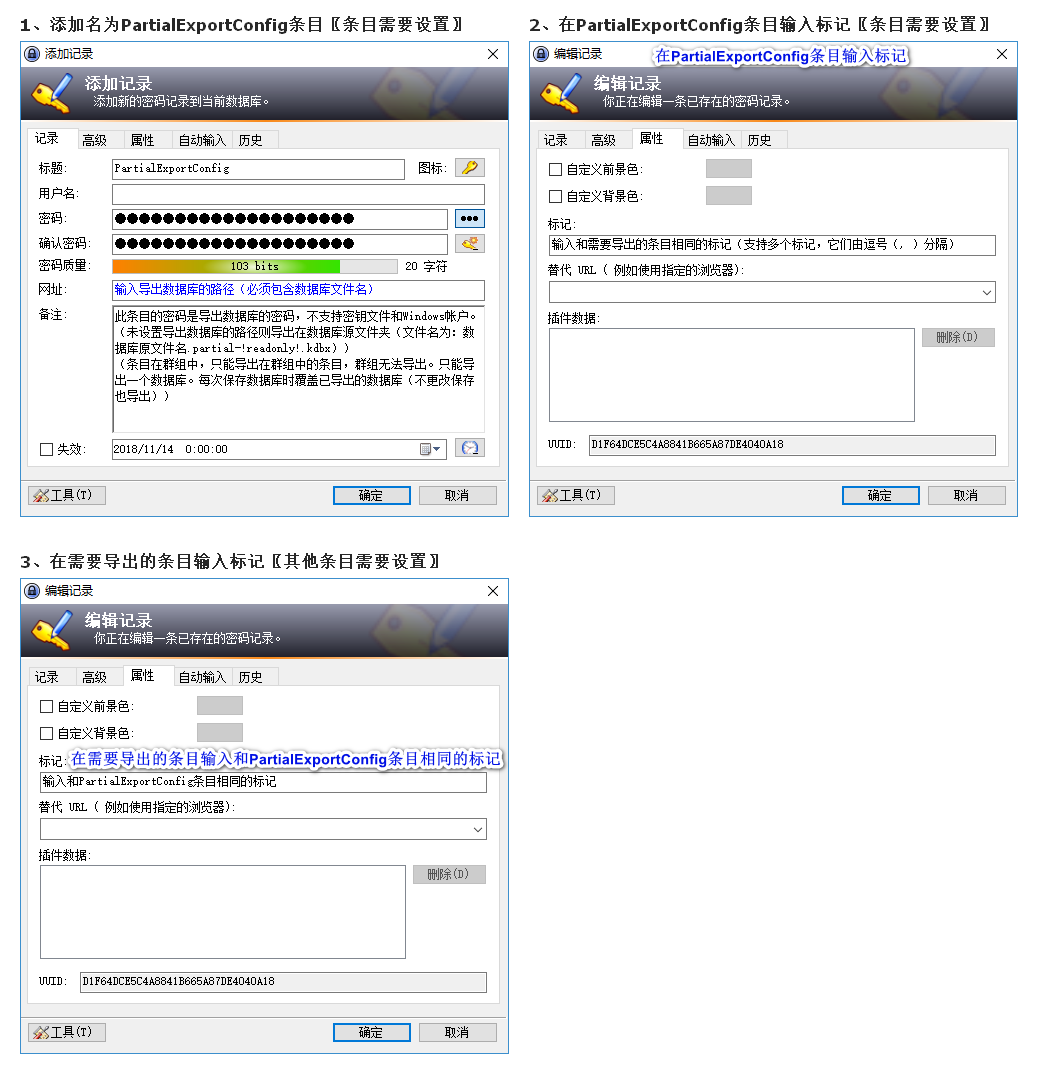 1、添加名为PartialExportConfig条目〖条目需要设置〗
添加记录
添加记录
添加新的密码记录到当前数据库。
记录 高级 属性 自动输入 历史
标题: PartialExportConfig 图标:
用户名:
密码: ●●●●●●●●●●●●●●●●●●●●
确认密码: ●●●●●●●●●●●●●●●●●●●●
密码质量: 103 bits 20 字符
网址: 输入导出数据库的路径（必须包含数据库文件名）
备注: 此条目的密码是导出数据库的密码，不支持密钥文件和Windows帐户。
（未设置导出数据库的路径则导出在数据库源文件夹（文件名为：数
据库原文件名.partial-!readonly!.kdbx））
（条目在群组中，只能导出在群组中的条目，群组无法导出。只能导
出一个数据库。每次保存数据库时覆盖已导出的数据库（不更改保存
也导出））
失效: 2018/11/14 0:00:00
工具(T) 确定 取消
2、在PartialExportConfig条目输入标记〖条目需要设置〗
编辑记录
在PartialExportConfig条目输入标记
编辑记录
你正在编辑一条已存在的密码记录。
记录 高级 属性 自动输入 历史
自定义前景色:
自定义背景色:
标记:
输入和需要导出的条目相同的标记（支持多个标记，它们由逗号（, ）分隔）
替代 URL ( 例如使用指定的浏览器):
插件数据:
删除(D)
UUID: D1F64DCE5C4A8841B665A87DE4040A18
工具(T) 确定 取消
3、在需要导出的条目输入标记〖其他条目需要设置〗
编辑记录
编辑记录
你正在编辑一条已存在的密码记录。
记录 高级 属性 自动输入 历史
自定义前景色:
自定义背景色:
标记: 在需要导出的条目输入和PartialExportConfig条目相同的标记
输入和PartialExportConfig条目相同的标记
替代 URL ( 例如使用指定的浏览器):
插件数据:
删除(D)
UUID: D1F64DCE5C4A8841B665A87DE4040A18
工具(T) 确定 取消